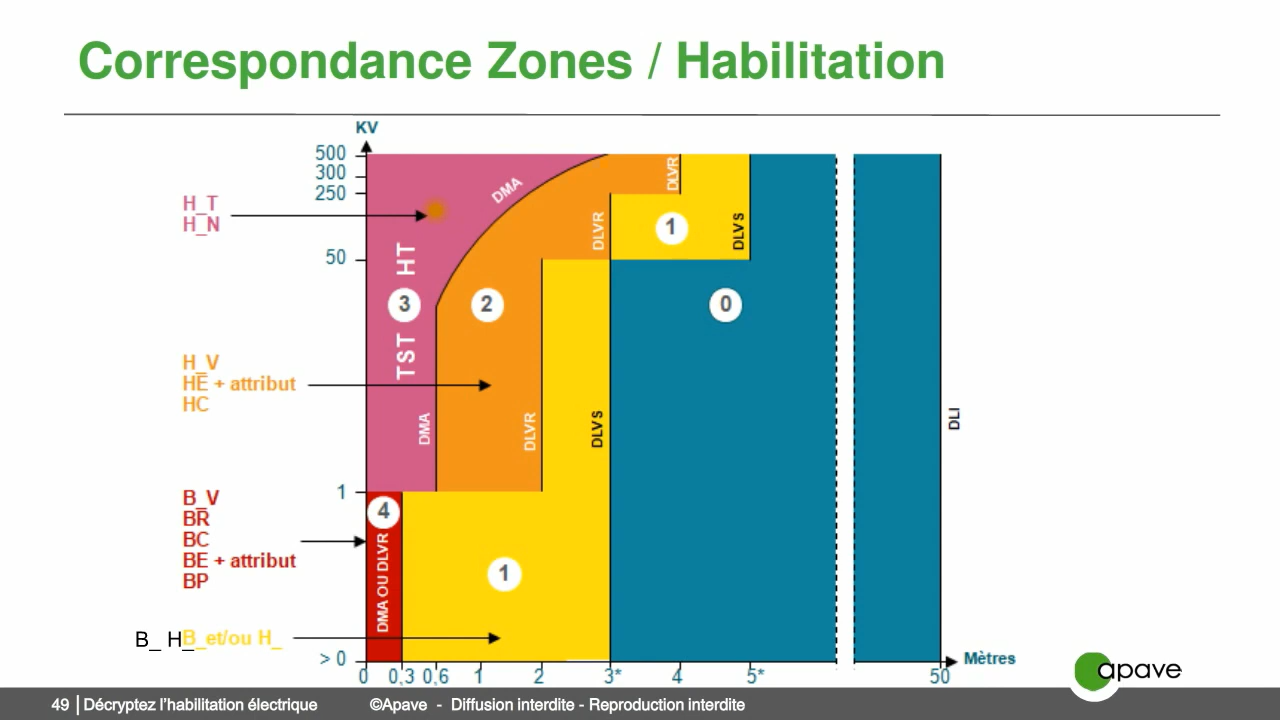 Correspondance Zones / Habilitation
KV
500
300
250
50
1
> 0
H_T
H_N
H_V
HE + attribut
HC
B_V
BR
BC
BE + attribut
BP
B_ H_
B_et/ou H_
DMA
DLVR
DLVR
DLVS
1
TST HT
3
2
0
DMA
DLVR
DLVS
DLI
4
DMA OU DLVR
1
0 0,3 0,6 1 2 3* 4 5* 50
Mètres
apave
49 | Décryptez l'habilitation électrique ©Apave - Diffusion interdite - Reproduction interdite